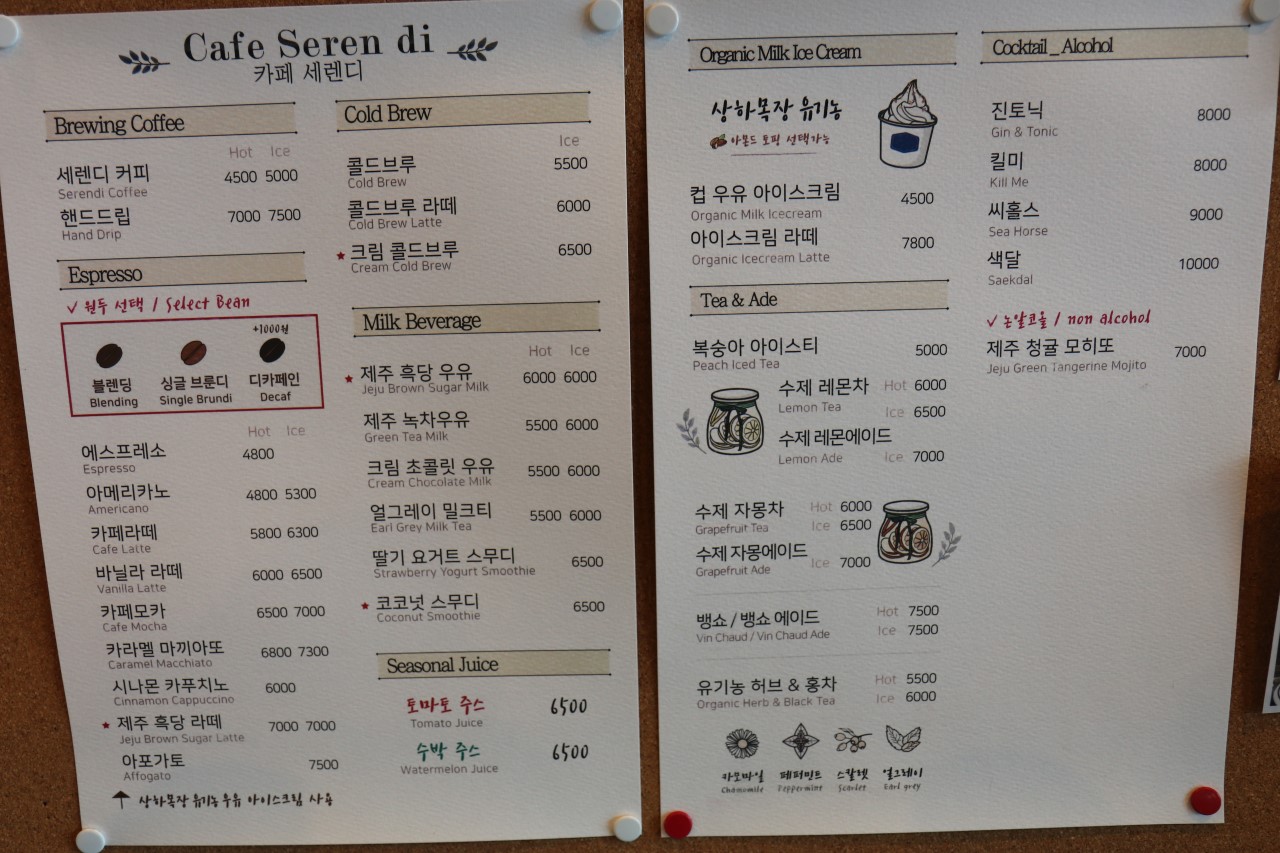 Cafe Seren di
카페 세렌디
Brewing Coffee
Hot Ice
세렌디 커피 4500 5000
Serendi Coffee
핸드드립 7000 7500
Hand Drip
Espresso
✓ 원두 선택 / Select Bean
+1000원
블렌딩 싱글 브룬디 디카페인
Blending Single Brundi Decaf
Hot Ice
에스프레소 4800
Espresso
아메리카노 4800 5300
Americano
카페라떼 5800 6300
Cafe Latte
바닐라 라떼 6000 6500
Vanilla Latte
카페모카 6500 7000
Cafe Mocha
카라멜 마끼아또 6800 7300
Caramel Macchiato
시나몬 카푸치노 6000
Cinnamon Cappuccino
★ 제주 흑당 라떼 7000 7000
Jeju Brown Sugar Latte
아포가토 7500
Affogato
↑ 상하목장 유기농 우유 아이스크림 사용
Cold Brew
Ice
콜드브루 5500
Cold Brew
콜드브루 라떼 6000
Cold Brew Latte
★ 크림 콜드브루 6500
Cream Cold Brew
Milk Beverage
Hot Ice
★ 제주 흑당 우유 6000 6000
Jeju Brown Sugar Milk
제주 녹차우유 5500 6000
Green Tea Milk
크림 초콜릿 우유 5500 6000
Cream Chocolate Milk
얼그레이 밀크티 5500 6000
Earl Grey Milk Tea
딸기 요거트 스무디 6500
Strawberry Yogurt Smoothie
★ 코코넛 스무디 6500
Coconut Smoothie
Seasonal Juice
토마토 주스 6500
Tomato Juice
수박 주스 6500
Watermelon Juice
Organic Milk Ice Cream
상하목장 유기농
아몬드 토핑 선택가능
컵 우유 아이스크림 4500
Organic Milk Icecream
아이스크림 라떼 7800
Organic Icecream Latte
Tea & Ade
복숭아 아이스티 5000
Peach Iced Tea
수제 레몬차 Hot 6000
Lemon Tea Ice 6500
수제 레몬에이드
Lemon Ade Ice 7000
수제 자몽차 Hot 6000
Grapefruit Tea Ice 6500
수제 자몽에이드 Ice 7000
Grapefruit Ade
뱅쇼 / 뱅쇼 에이드 Hot 7500
Vin Chaud / Vin Chaud Ade Ice 7500
유기농 허브 & 홍차 Hot 5500
Organic Herb & Black Tea Ice 6000
카모마일 페퍼민트 스칼렛 얼그레이
Chamomile Peppermint Scarlet Earl grey
Cocktail _ Alcohol
진토닉 8000
Gin & Tonic
킬미 8000
Kill Me
씨홀스 9000
Sea Horse
색달 10000
Saekdal
✓ 논알코올 / non alcohol
제주 청귤 모히또 7000
Jeju Green Tangerine Mojito